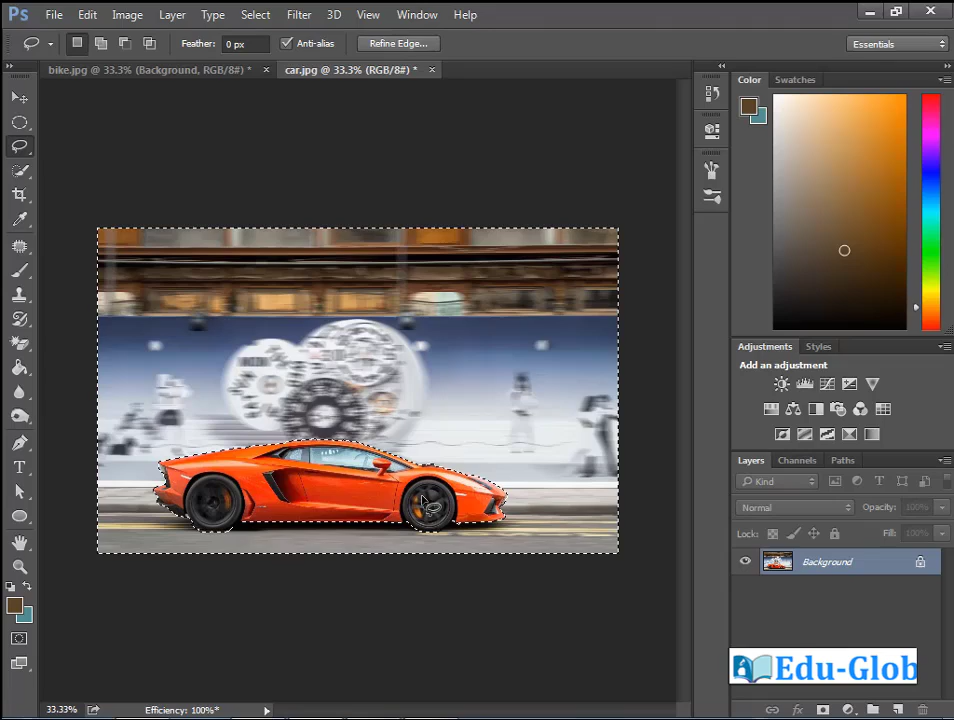 Ps File Edit Image Layer Type Select Filter 3D View Window Help
Feather: 0 px Anti-alias Refine Edge... Essentials
bike.jpg @ 33.3% (Background, RGB/8#) * × car.jpg @ 33.3% (RGB/8#) * ×
Color Swatches
Adjustments Styles
Add an adjustment
Layers Channels Paths
Kind
Normal Opacity: 100%
Lock: Fill: 100%
Background
Edu-Glob
33.33% Efficiency: 100%*